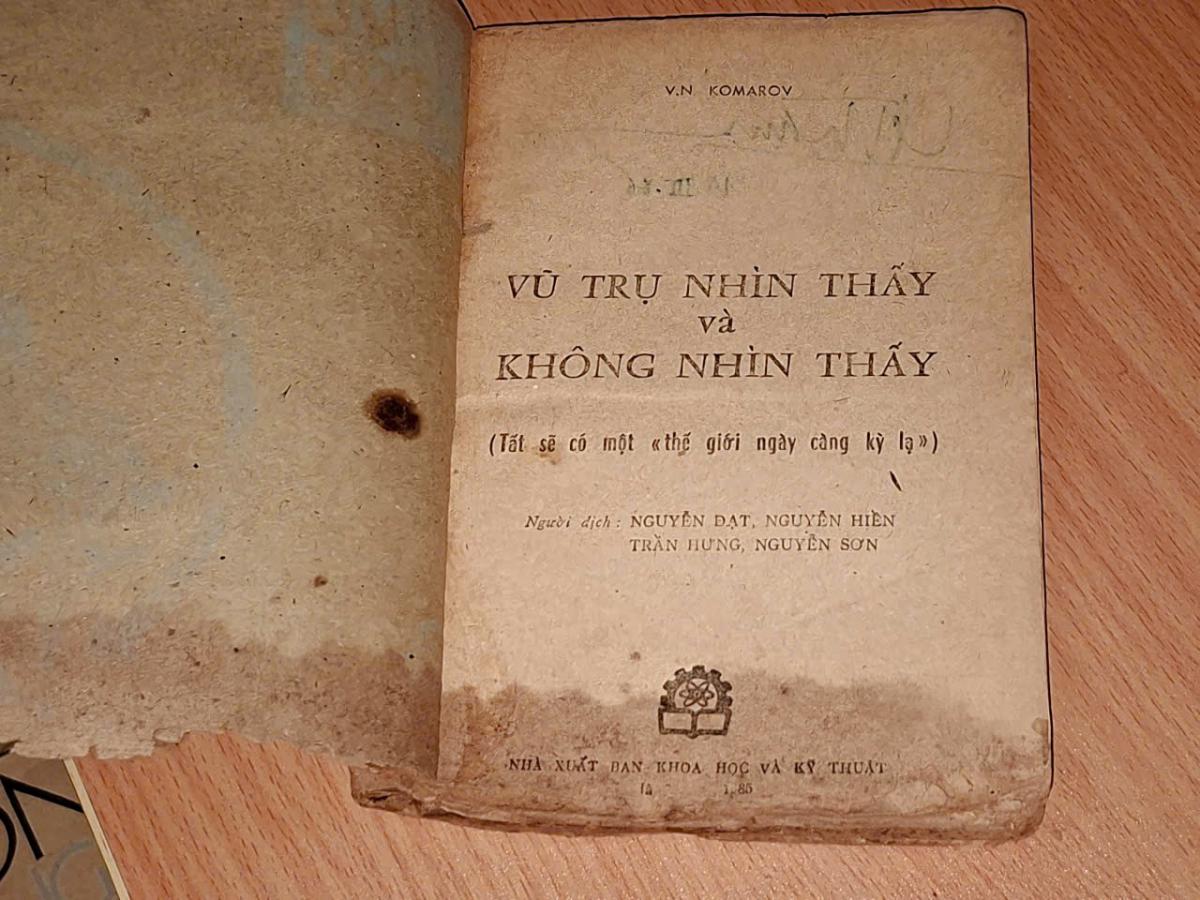 V.N KOMAROV
VŨ TRỤ NHÌN THẤY
và
KHÔNG NHÌN THẤY
(Tất sẽ có một «thế giới ngày càng kỳ lạ»)
Người dịch: NGUYỄN ĐẠT, NGUYỄN HIỀN
TRẦN HƯNG, NGUYỄN SƠN
NHÀ XUẤT BẢN KHOA HỌC VÀ KỸ THUẬT